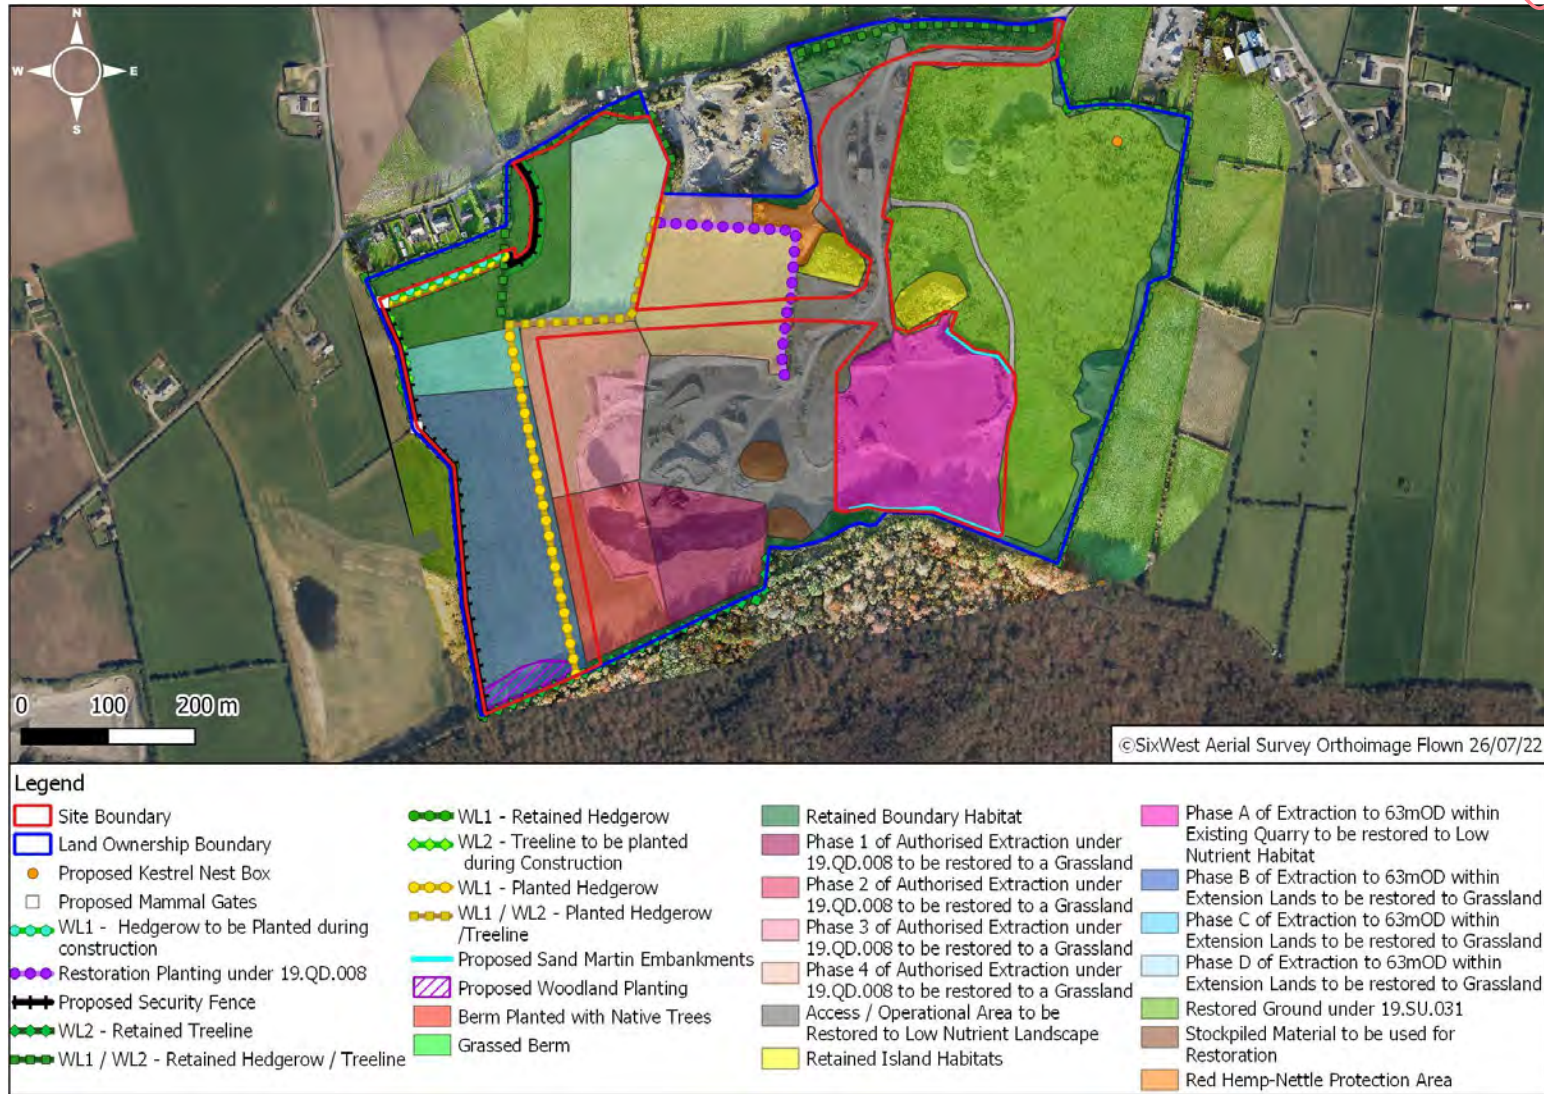 N
W
E
S
0 100 200 m
©SixWest Aerial Survey Orthoimage Flown 26/07/22
Legend
Site Boundary
Land Ownership Boundary
Proposed Kestrel Nest Box
Proposed Mammal Gates
WL1 - Hedgerow to be Planted during
construction
Restoration Planting under 19.QD.008
Proposed Security Fence
WL2 - Retained Treeline
WL1 / WL2 - Retained Hedgerow / Treeline
WL1 - Retained Hedgerow
WL2 - Treeline to be planted
during Construction
WL1 - Planted Hedgerow
WL1 / WL2 - Planted Hedgerow
/Treeline
Proposed Sand Martin Embankments
Proposed Woodland Planting
Berm Planted with Native Trees
Grassed Berm
Retained Boundary Habitat
Phase 1 of Authorised Extraction under
19.QD.008 to be restored to a Grassland
Phase 2 of Authorised Extraction under
19.QD.008 to be restored to a Grassland
Phase 3 of Authorised Extraction under
19.QD.008 to be restored to a Grassland
Phase 4 of Authorised Extraction under
19.QD.008 to be restored to a Grassland
Access / Operational Area to be
Restored to Low Nutrient Landscape
Retained Island Habitats
Phase A of Extraction to 63mOD within
Existing Quarry to be restored to Low
Nutrient Habitat
Phase B of Extraction to 63mOD within
Extension Lands to be restored to Grassland
Phase C of Extraction to 63mOD within
Extension Lands to be restored to Grassland
Phase D of Extraction to 63mOD within
Extension Lands to be restored to Grassland
Restored Ground under 19.SU.031
Stockpiled Material to be used for
Restoration
Red Hemp-Nettle Protection Area